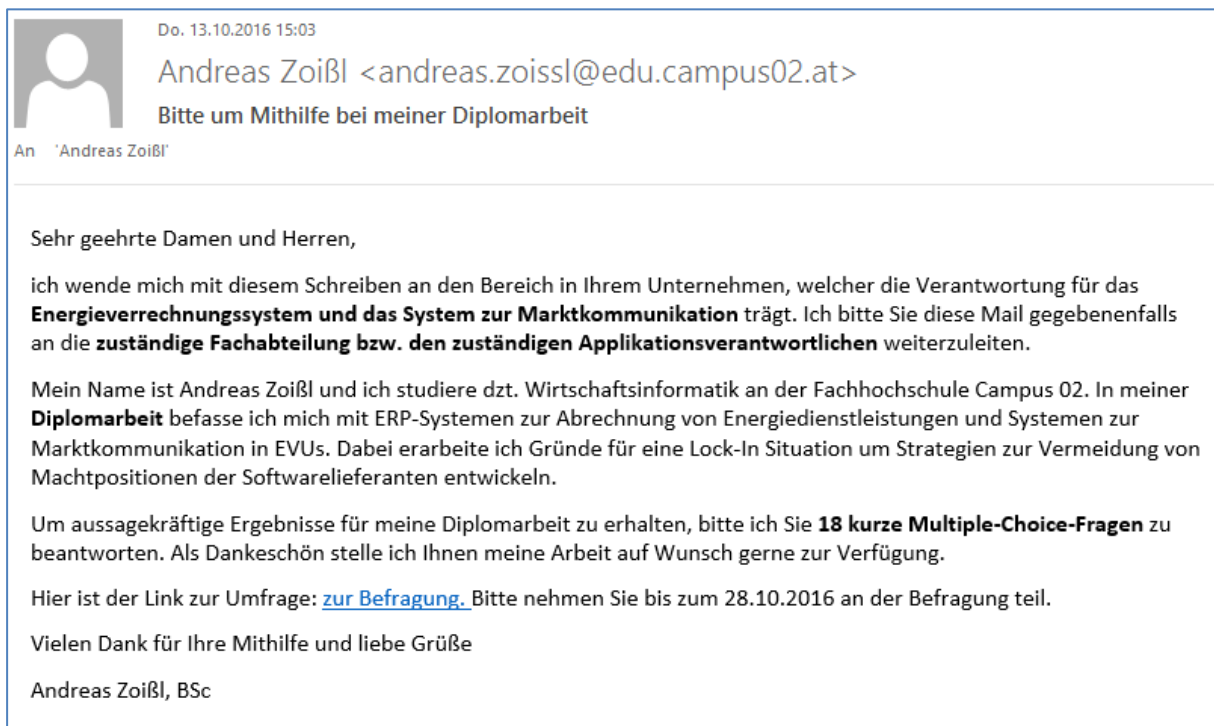 Do. 13.10.2016 15:03
Andreas Zoißl <andreas.zoissl@edu.campus02.at>
Bitte um Mithilfe bei meiner Diplomarbeit
An 'Andreas Zoißl'
Sehr geehrte Damen und Herren,
ich wende mich mit diesem Schreiben an den Bereich in Ihrem Unternehmen, welcher die Verantwortung für das
Energieverrechnungssystem und das System zur Marktkommunikation trägt. Ich bitte Sie diese Mail gegebenenfalls
an die zuständige Fachabteilung bzw. den zuständigen Applikationsverantwortlichen weiterzuleiten.
Mein Name ist Andreas Zoißl und ich studiere dzt. Wirtschaftsinformatik an der Fachhochschule Campus 02. In meiner
Diplomarbeit befasse ich mich mit ERP-Systemen zur Abrechnung von Energiedienstleistungen und Systemen zur
Marktkommunikation in EVUs. Dabei erarbeite ich Gründe für eine Lock-In Situation um Strategien zur Vermeidung von
Machtpositionen der Softwarelieferanten entwickeln.
Um aussagekräftige Ergebnisse für meine Diplomarbeit zu erhalten, bitte ich Sie 18 kurze Multiple-Choice-Fragen zu
beantworten. Als Dankeschön stelle ich Ihnen meine Arbeit auf Wunsch gerne zur Verfügung.
Hier ist der Link zur Umfrage: zur Befragung. Bitte nehmen Sie bis zum 28.10.2016 an der Befragung teil.
Vielen Dank für Ihre Mithilfe und liebe Grüße
Andreas Zoißl, BSc